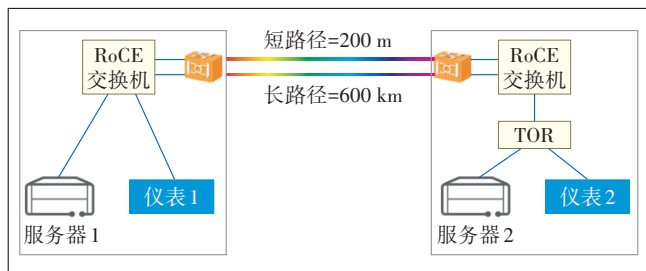 RoCE
交换机
短路径=200 m
长路径=600 km
RoCE
交换机
TOR
仪表1
仪表2
服务器1
服务器2